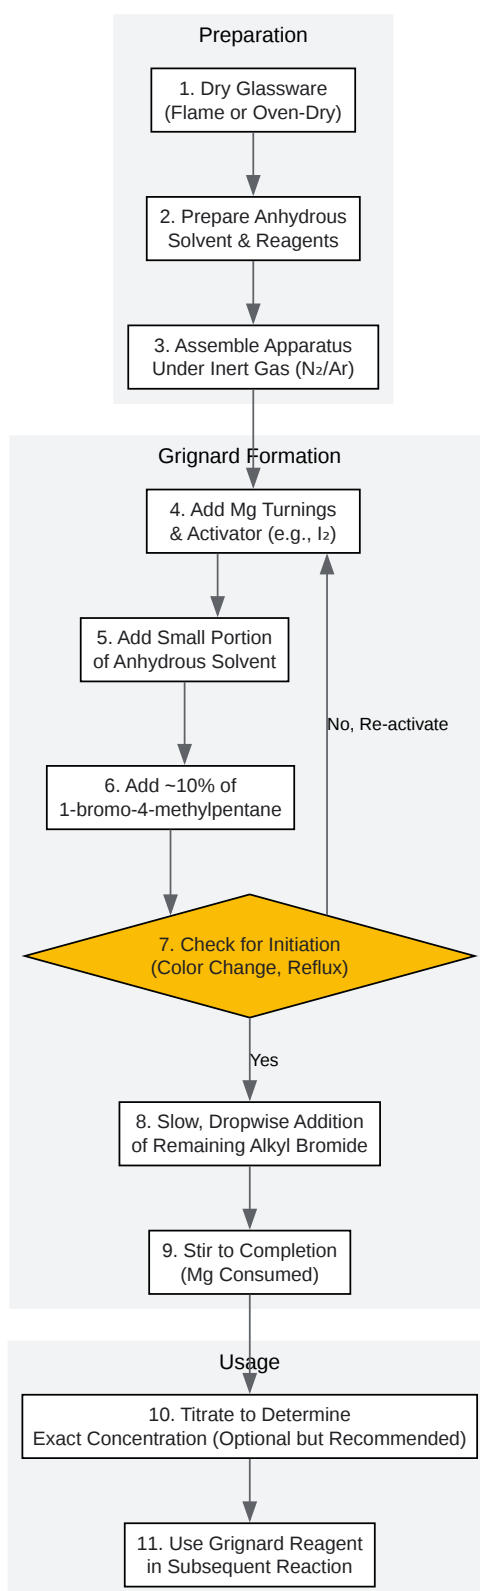 Preparation
1. Dry Glassware
(Flame or Oven-Dry)
2. Prepare Anhydrous
Solvent & Reagents
3. Assemble Apparatus
Under Inert Gas (N₂/Ar)
Grignard Formation
4. Add Mg Turnings
& Activator (e.g., I₂)
5. Add Small Portion
of Anhydrous Solvent
No, Re-activate
6. Add ~10% of
1-bromo-4-methylpentane
7. Check for Initiation
(Color Change, Reflux)
Yes
8. Slow, Dropwise Addition
of Remaining Alkyl Bromide
9. Stir to Completion
(Mg Consumed)
Usage
10. Titrate to Determine
Exact Concentration (Optional but Recommended)
11. Use Grignard Reagent
in Subsequent Reaction